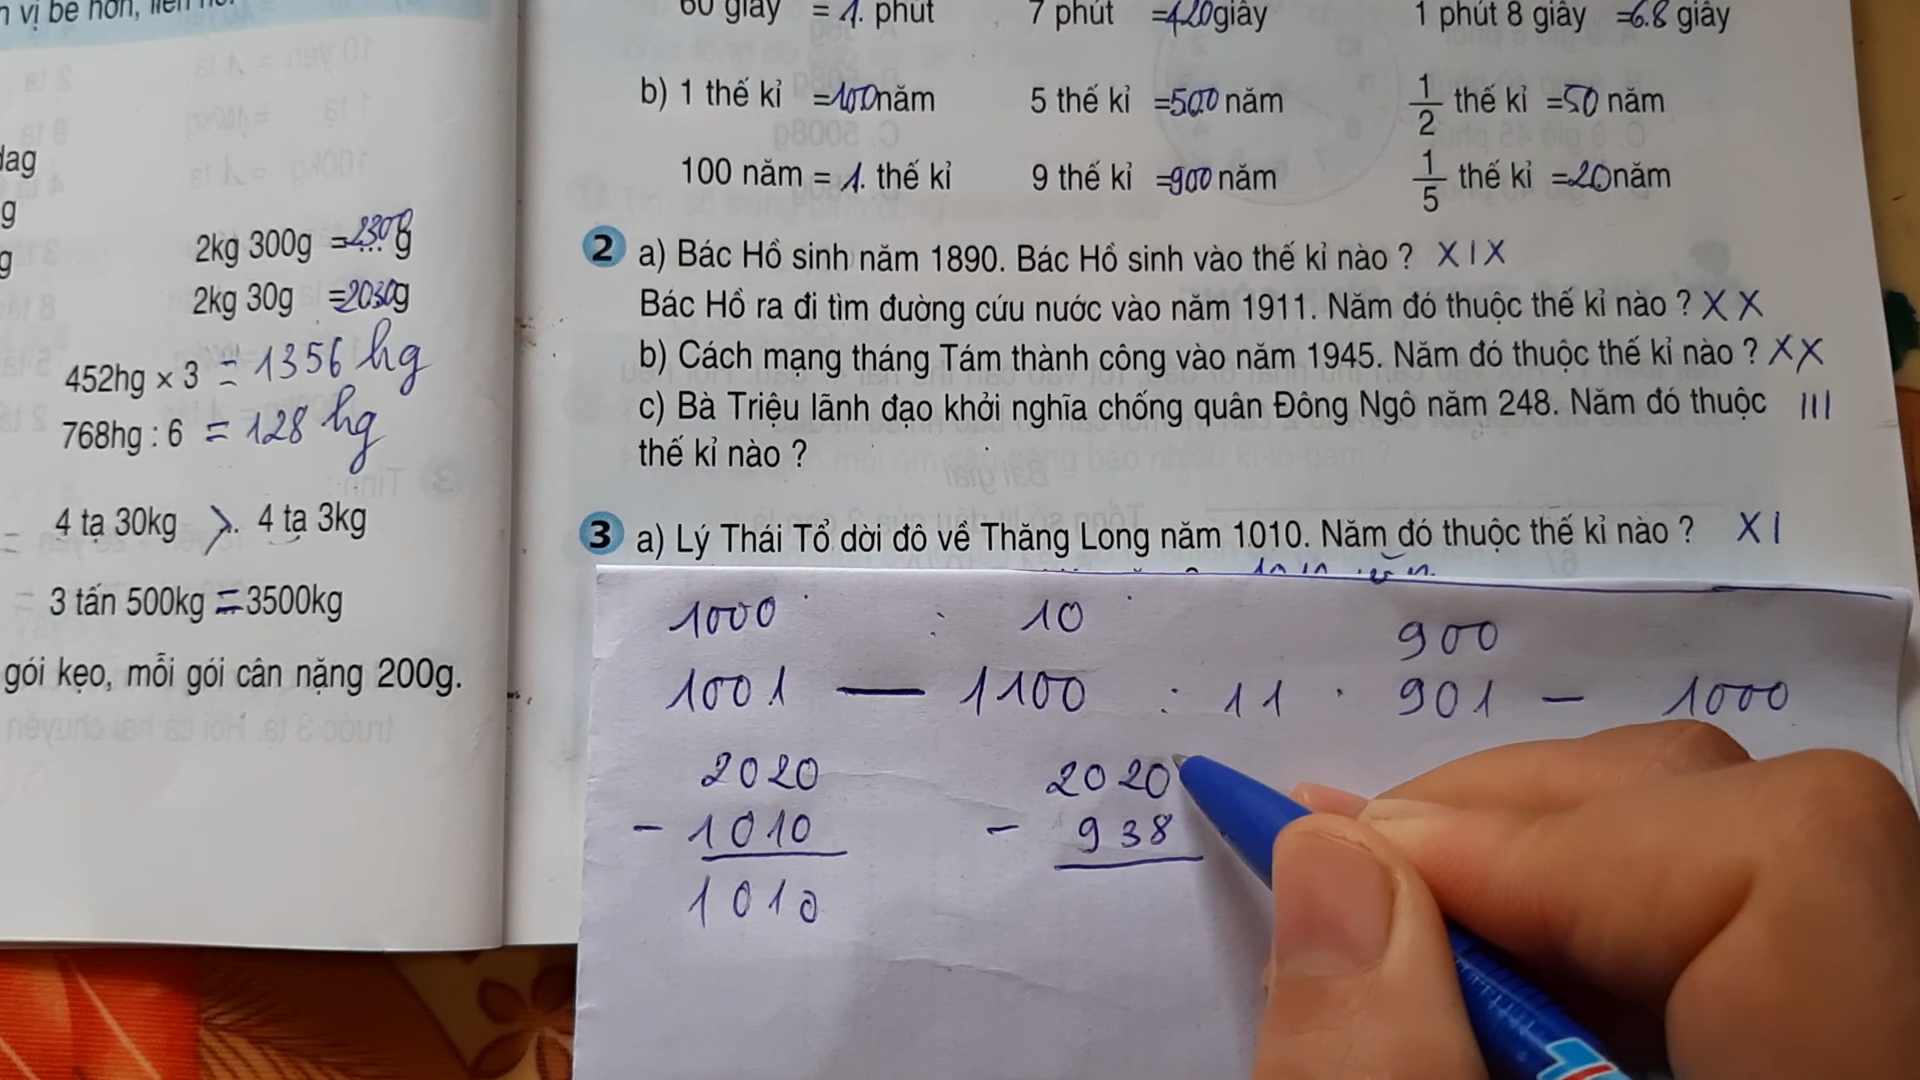 n vị bé hơn, liền
dag
g
g
2kg 300g = 2300 g
2kg 30g = 2030g
452hg × 3 = 1356 hg
768hg : 6 = 128 hg
4 tạ 30kg > 4 tạ 3kg
3 tấn 500kg = 3500kg
gói kẹo, mỗi gói cân nặng 200g.
60 giây = 1. phút 7 phút = 420giây 1 phút 8 giây = 6.8 giây
b) 1 thế kỉ = 100năm 5 thế kỉ = 500 năm 1/2 thế kỉ = 50 năm
100 năm = 1. thế kỉ 9 thế kỉ = 900 năm 1/5 thế kỉ = 20năm
2 a) Bác Hồ sinh năm 1890. Bác Hồ sinh vào thế kỉ nào ? XIX
Bác Hồ ra đi tìm đường cứu nước vào năm 1911. Năm đó thuộc thế kỉ nào ? XX
b) Cách mạng tháng Tám thành công vào năm 1945. Năm đó thuộc thế kỉ nào ? XX
c) Bà Triệu lãnh đạo khởi nghĩa chống quân Đông Ngô năm 248. Năm đó thuộc III
thế kỉ nào ?
3 a) Lý Thái Tổ dời đô về Thăng Long năm 1010. Năm đó thuộc thế kỉ nào ? XI
1000 : 10 900
1001 — 1100 : 11 . 901 – 1000
2020 2020
- 1010 - 938
1010